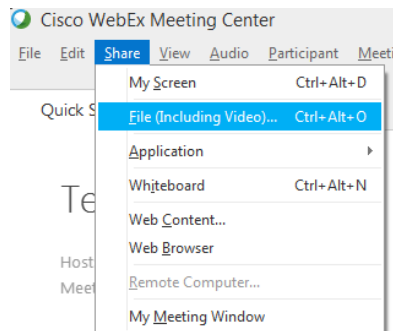 Cisco WebEx Meeting Center
File Edit Share View Audio Participant
My Screen Ctrl+Alt+D
Quick
File (Including Video)... Ctrl+Alt+O
Application
Whiteboard Ctrl+Alt+N
Te
Web Content...
Web Browser
Host
Remote Computer...
Meet
My Meeting Window